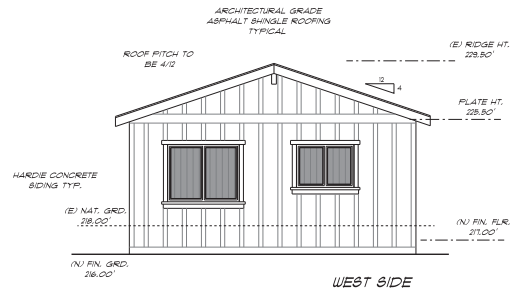 ARCHITECTURAL GRADE
ASPHALT SHINGLE ROOFING
TYPICAL
ROOF PITCH TO
BE 4/12
(E) RIDGE HT.
229.50'
12
4
PLATE HT.
225.50'
HARDIE CONCRETE
SIDING TYP.
(E) NAT. GRD.
218.00'
(N) FIN. FLR.
217.00'
(N) FIN. GRD.
216.00'
WEST SIDE